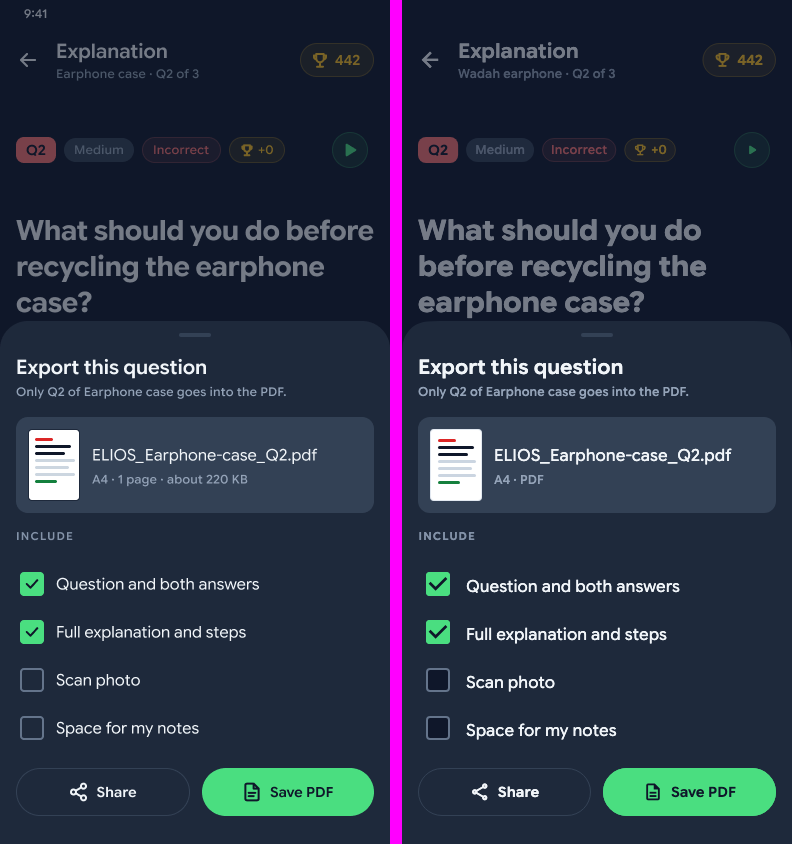 9:41
Explanation
Earphone case · Q2 of 3
442
Q2
Medium
Incorrect
+0
What should you do before
recycling the earphone
case?
Export this question
Only Q2 of Earphone case goes into the PDF.
ELIOS_Earphone-case_Q2.pdf
A4 · 1 page · about 220 KB
INCLUDE
Question and both answers
Full explanation and steps
Scan photo
Space for my notes
Share
Save PDF
Explanation
Wadah earphone · Q2 of 3
442
Q2
Medium
Incorrect
+0
What should you do
before recycling the
earphone case?
Export this question
Only Q2 of Earphone case goes into the PDF.
ELIOS_Earphone-case_Q2.pdf
A4 · PDF
INCLUDE
Question and both answers
Full explanation and steps
Scan photo
Space for my notes
Share
Save PDF